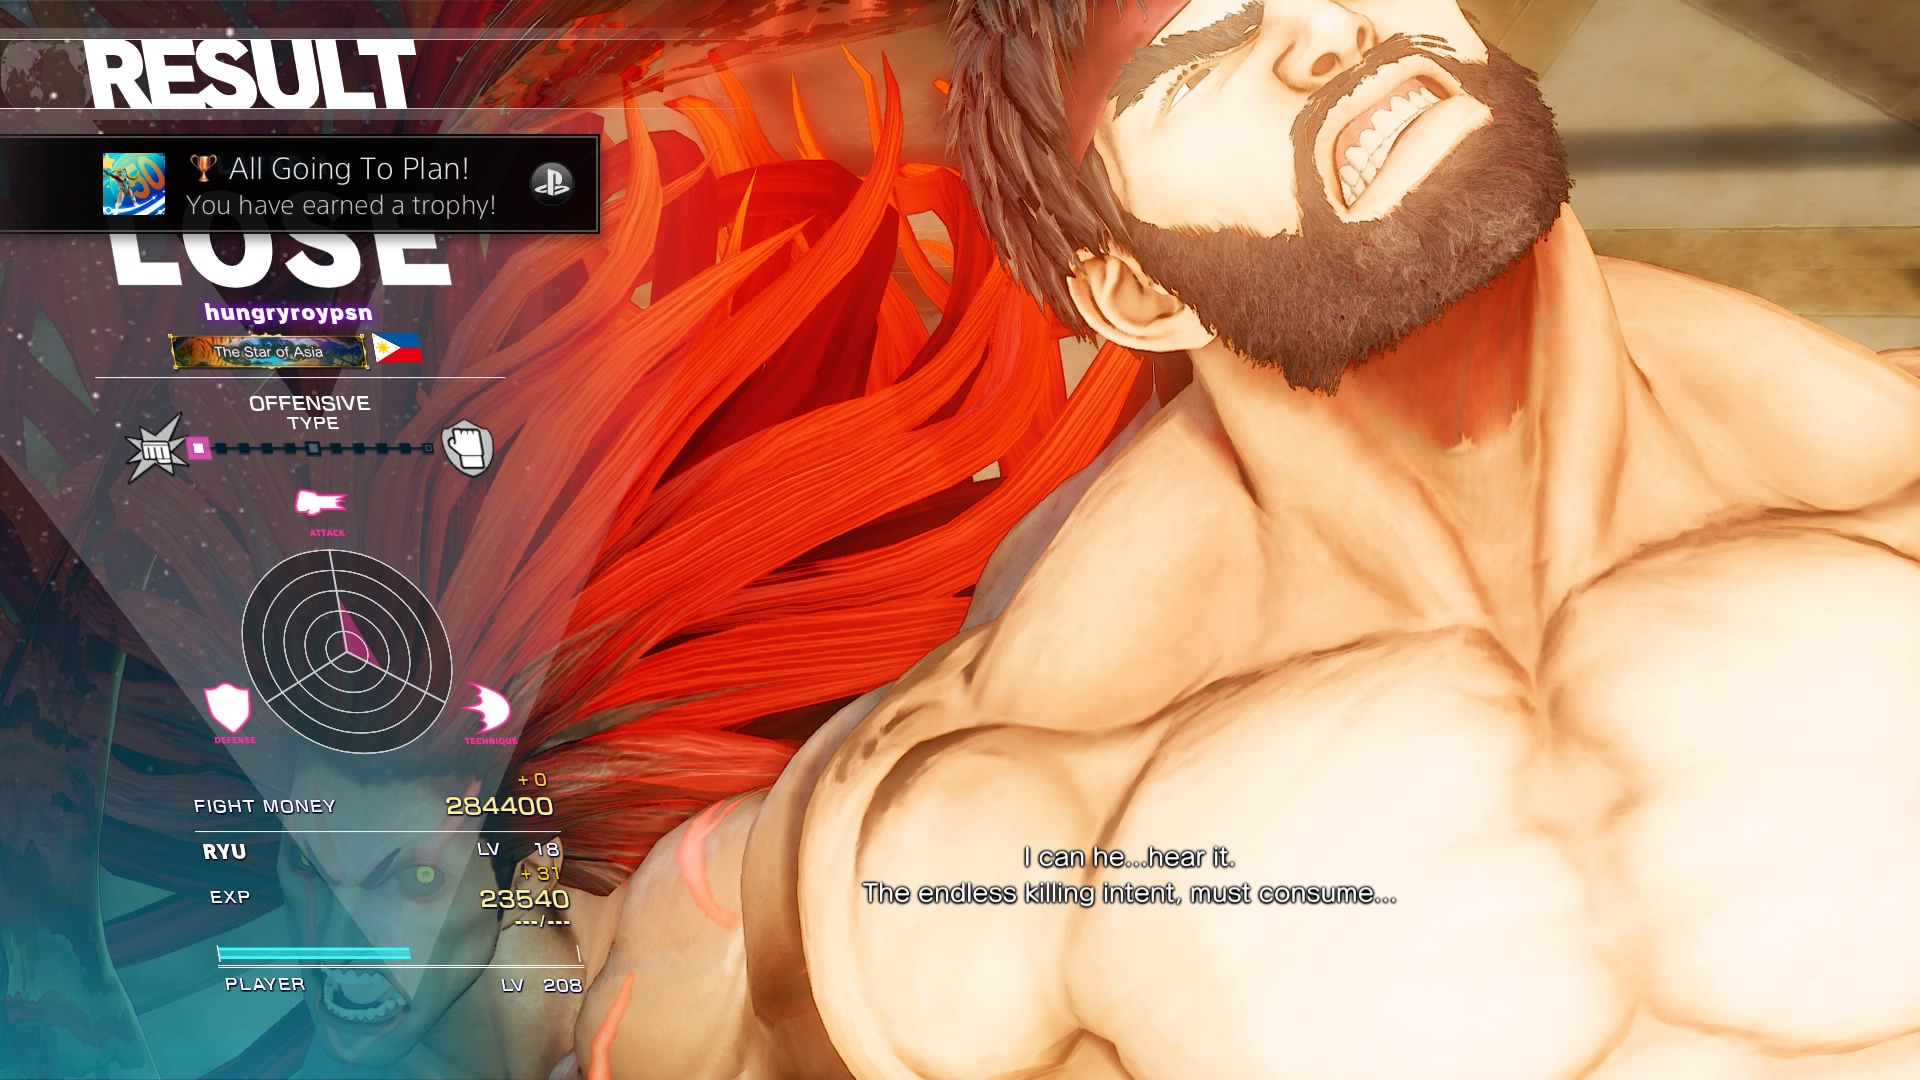 RESULT
All Going To Plan!
You have earned a trophy!
LOSE
hungryroypsn
The Star of Asia
OFFENSIVE
TYPE
ATTACK
DEFENSE
TECHNIQUE
+0
FIGHT MONEY 284400
RYU LV 18
+31
EXP 23540
---/---
PLAYER LV 208
I can he...hear it.
The endless killing intent, must consume...
50